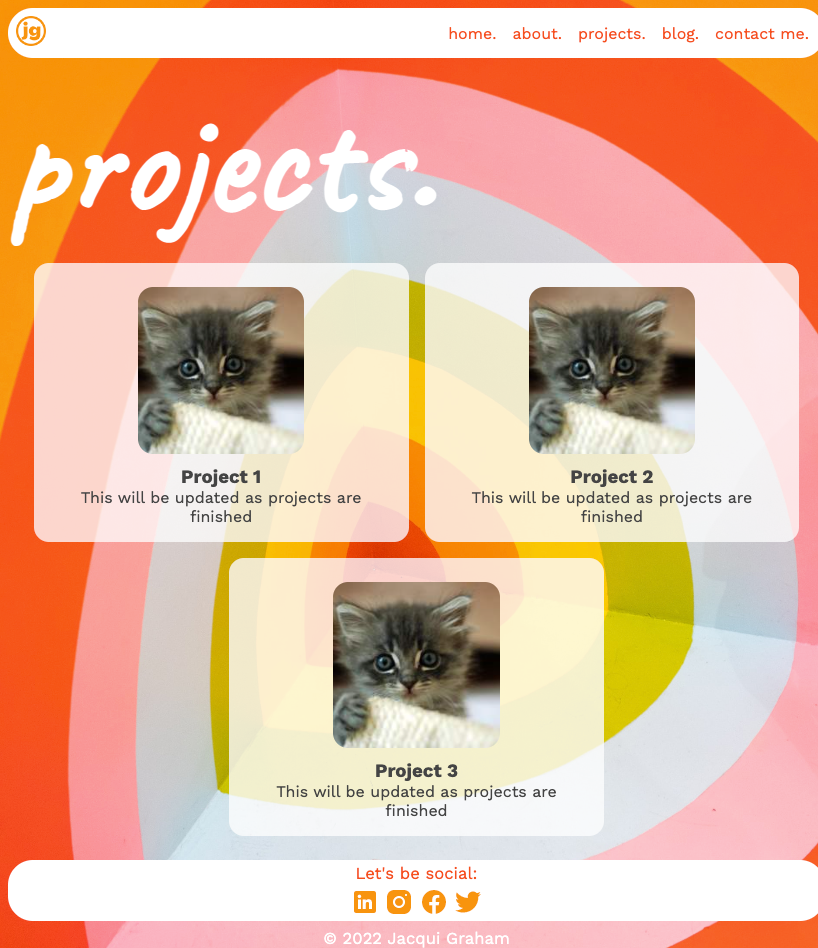 jg
home. about. projects. blog. contact me.
projects.
Project 1
This will be updated as projects are
finished
Project 2
This will be updated as projects are
finished
Project 3
This will be updated as projects are
finished
Let's be social:
in
© 2022 Jacqui Graham